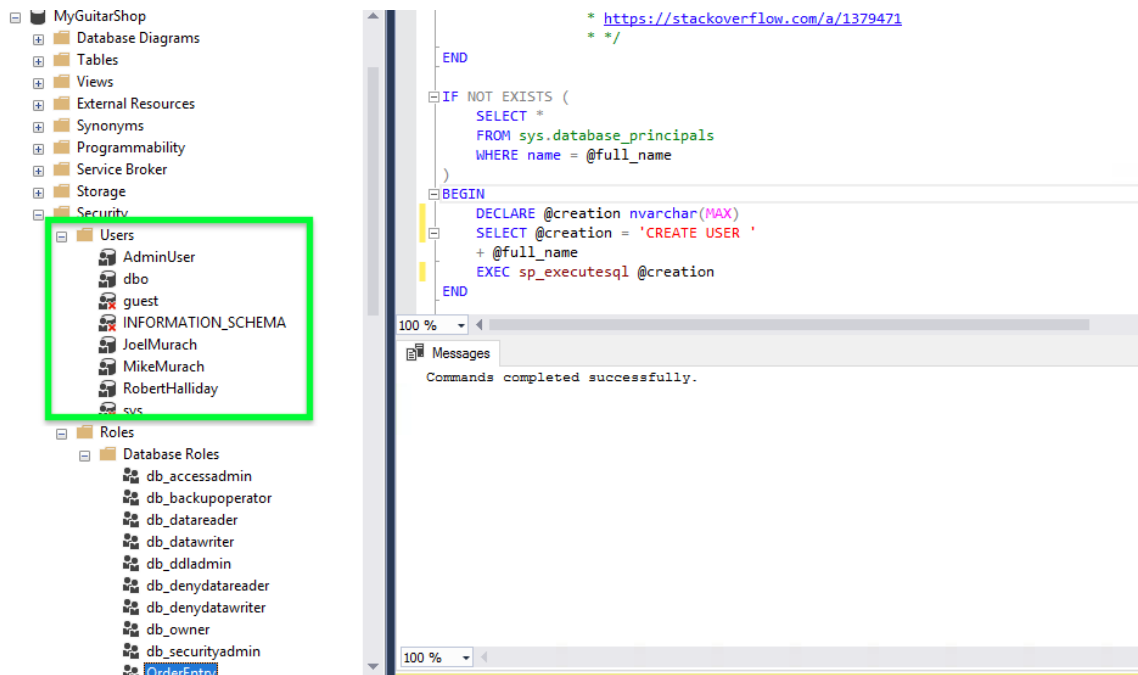 MyGuitarShop
Database Diagrams
Tables
Views
External Resources
Synonyms
Programmability
Service Broker
Storage
Security
Users
AdminUser
dbo
guest
INFORMATION_SCHEMA
JoelMurach
MikeMurach
RobertHalliday
sys
Roles
Database Roles
db_accessadmin
db_backupoperator
db_datareader
db_datawriter
db_ddladmin
db_denydatareader
db_denydatawriter
db_owner
db_securityadmin
OrderEntry
* https://stackoverflow.com/a/1379471
* */
END
IF NOT EXISTS (
SELECT *
FROM sys.database_principals
WHERE name = @full_name
)
BEGIN
DECLARE @creation nvarchar(MAX)
SELECT @creation = 'CREATE USER '
+ @full_name
EXEC sp_executesql @creation
END
100 %
Messages
Commands completed successfully.
100 %